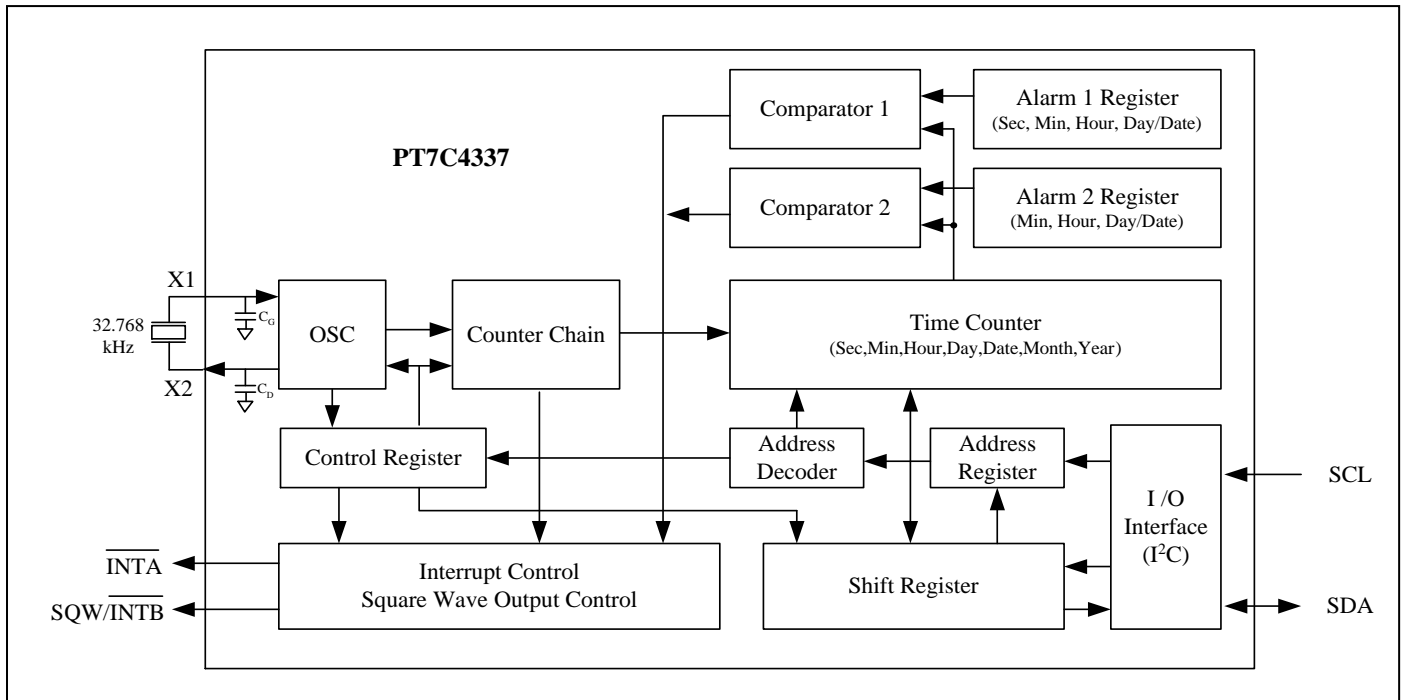 Comparator 1
Alarm 1 Register
(Sec, Min, Hour, Day/Date)
PT7C4337
Comparator 2
Alarm 2 Register
(Min, Hour, Day/Date)
X1
32.768
kHz
C_G
OSC
Counter Chain
Time Counter
(Sec,Min,Hour,Day,Date,Month,Year)
X2
C_D
Control Register
Address
Decoder
Address
Register
I /O
Interface
(I²C)
SCL
INTA
SQW/INTB
Interrupt Control
Square Wave Output Control
Shift Register
SDA